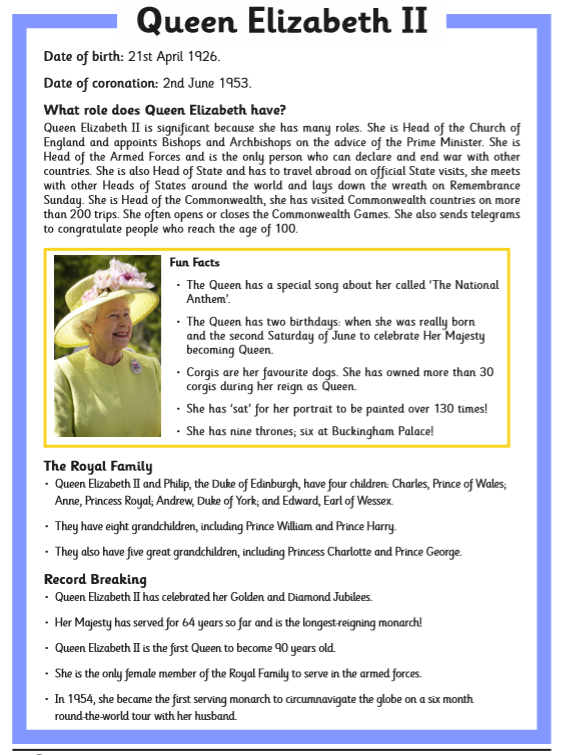 Queen Elizabeth II
Date of birth: 21st April 1926.
Date of coronation: 2nd June 1953.
What role does Queen Elizabeth have?
Queen Elizabeth II is significant because she has many roles. She is Head of the Church of
England and appoints Bishops and Archbishops on the advice of the Prime Minister. She is
Head of the Armed Forces and is the only person who can declare and end war with other
countries. She is also Head of State and has to travel abroad on official State visits, she meets
with other Heads of States around the world and lays down the wreath on Remembrance
Sunday. She is Head of the Commonwealth, she has visited Commonwealth countries on more
than 200 trips. She often opens or closes the Commonwealth Games. She also sends telegrams
to congratulate people who reach the age of 100.
Fun Facts
• The Queen has a special song about her called ‘The National
Anthem’.
• The Queen has two birthdays: when she was really born
and the second Saturday of June to celebrate Her Majesty
becoming Queen.
• Corgis are her favourite dogs. She has owned more than 30
corgis during her reign as Queen.
• She has ‘sat’ for her portrait to be painted over 130 times!
• She has nine thrones; six at Buckingham Palace!
The Royal Family
• Queen Elizabeth II and Philip, the Duke of Edinburgh, have four children: Charles, Prince of Wales;
Anne, Princess Royal; Andrew, Duke of York; and Edward, Earl of Wessex.
• They have eight grandchildren, including Prince William and Prince Harry.
• They also have five great grandchildren, including Princess Charlotte and Prince George.
Record Breaking
• Queen Elizabeth II has celebrated her Golden and Diamond Jubilees.
• Her Majesty has served for 64 years so far and is the longest-reigning monarch!
• Queen Elizabeth II is the first Queen to become 90 years old.
• She is the only female member of the Royal Family to serve in the armed forces.
• In 1954, she became the first serving monarch to circumnavigate the globe on a six month
round-the-world tour with her husband.